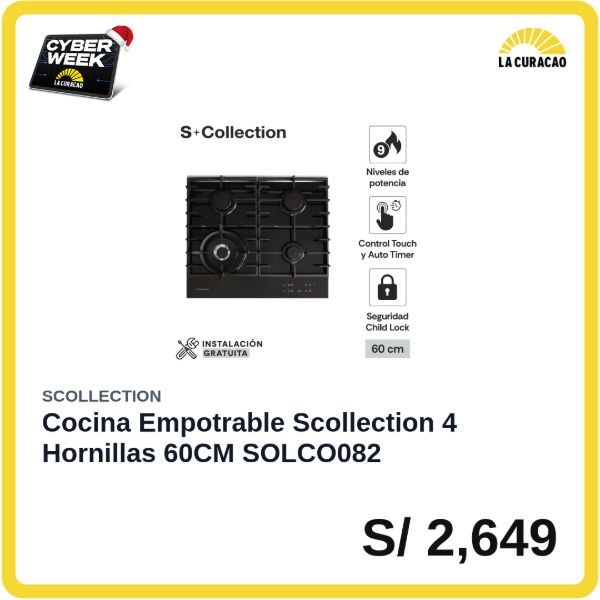 CYBER
WEEK
LA CURACAO
LA CURACAO
S+Collection
9
Niveles de
potencia
Control Touch
y Auto Timer
Seguridad
Child Lock
60 cm
INSTALACIÓN
GRATUITA
SCOLLECTION
Cocina Empotrable Scollection 4
Hornillas 60CM SOLCO082
S/ 2,649